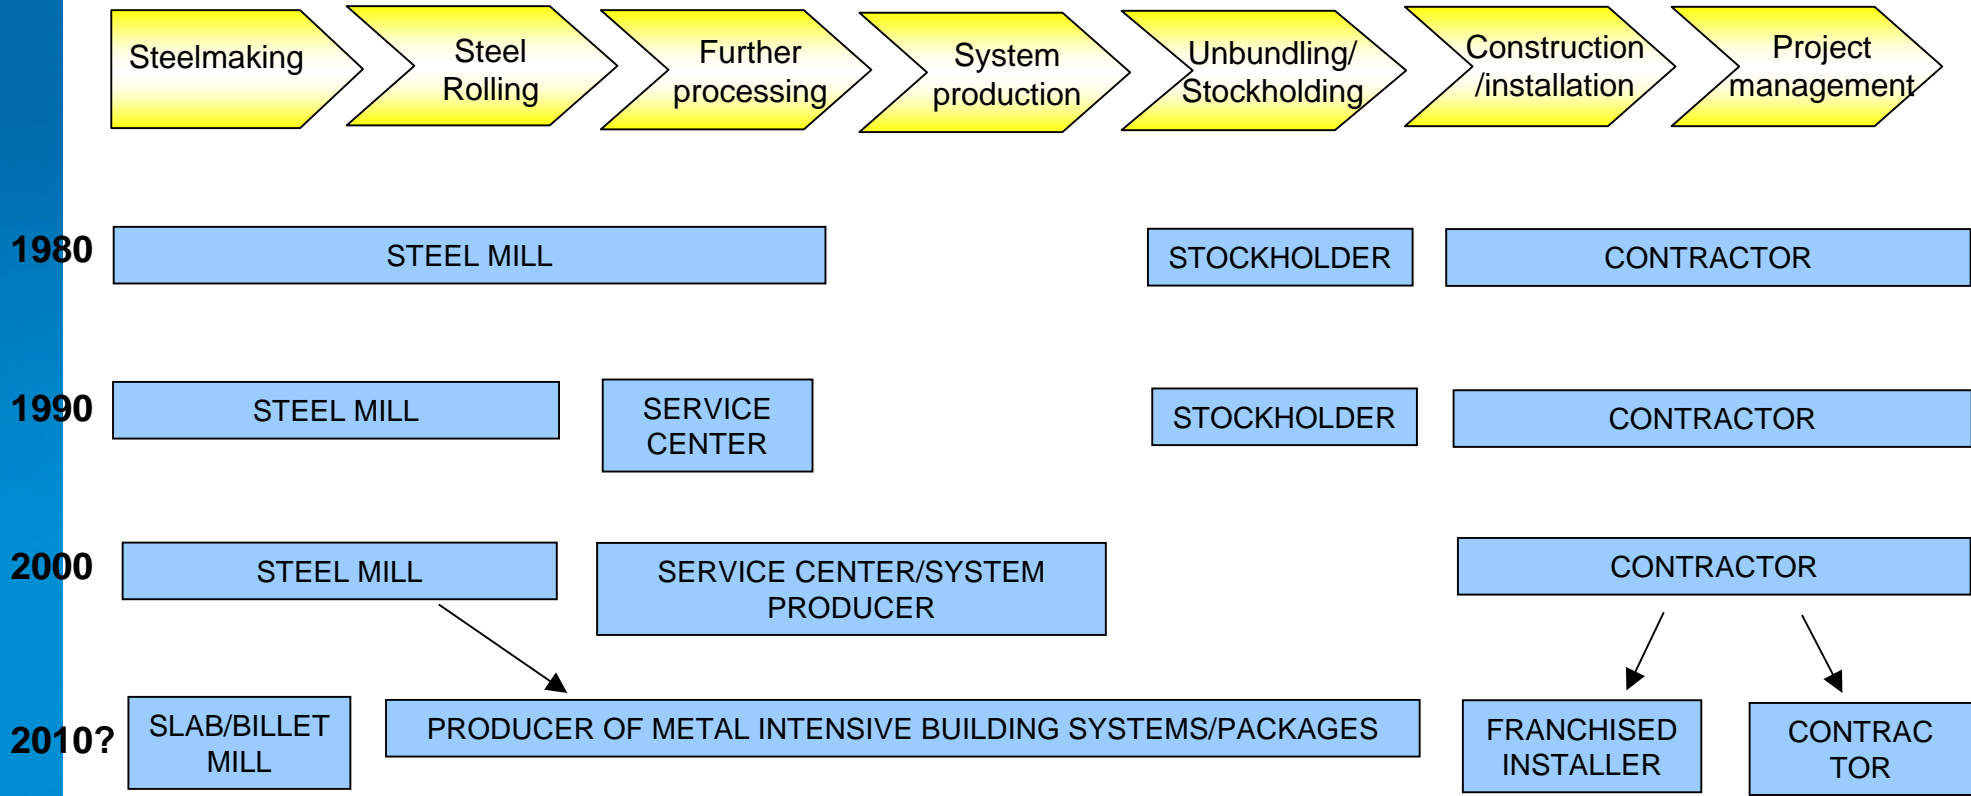 Steelmaking
Steel
Rolling
Further
processing
System
production
Unbundling/
Stockholding
Construction
/installation
Project
management
1980
STEEL MILL
STOCKHOLDER
CONTRACTOR
1990
STEEL MILL
SERVICE
CENTER
STOCKHOLDER
CONTRACTOR
2000
STEEL MILL
SERVICE CENTER/SYSTEM
PRODUCER
CONTRACTOR
2010?
SLAB/BILLET
MILL
PRODUCER OF METAL INTENSIVE BUILDING SYSTEMS/PACKAGES
FRANCHISED
INSTALLER
CONTRAC
TOR